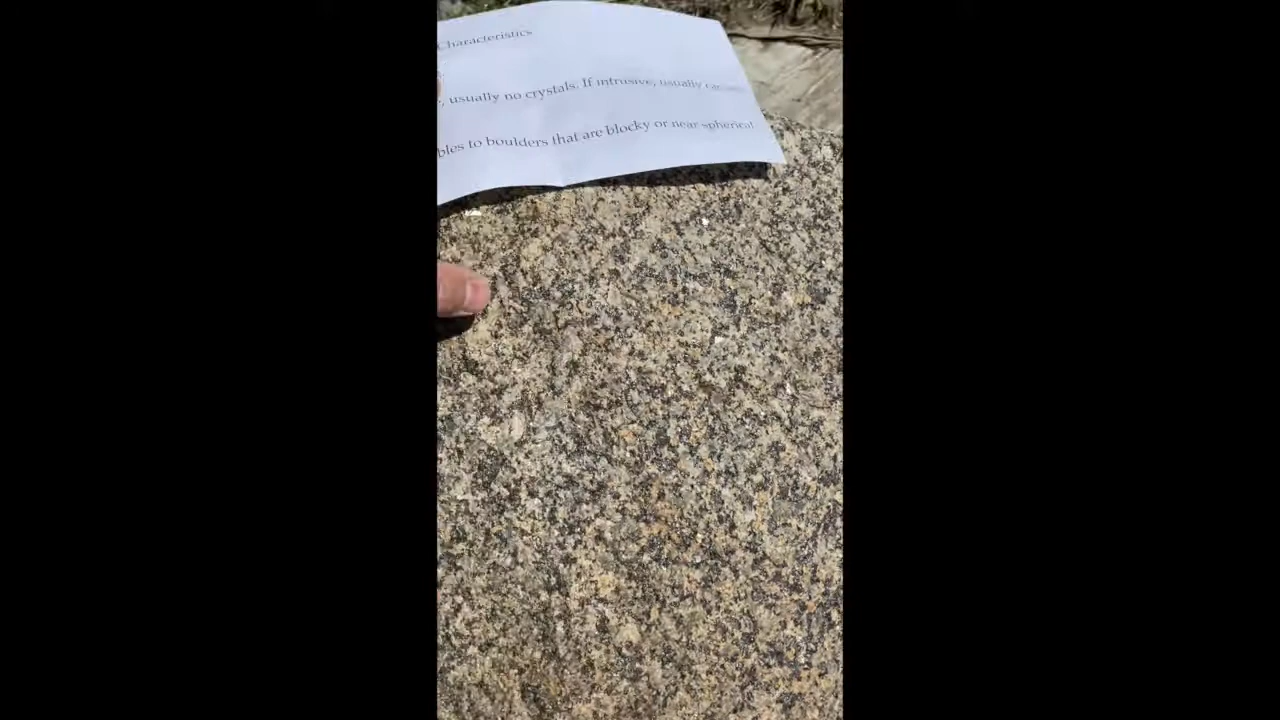 Characteristics
, usually no crystals. If intrusive, usually
bles to boulders that are blocky or near spherical